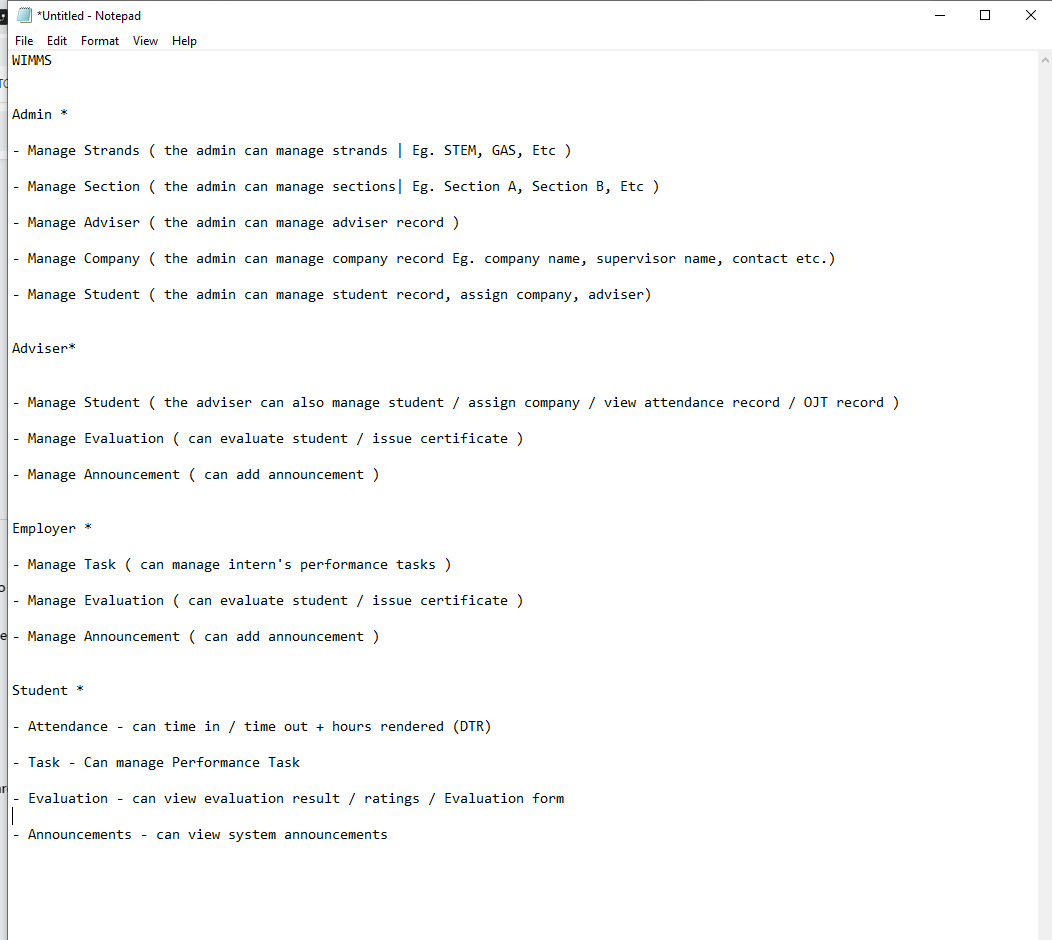 *Untitled - Notepad
File Edit Format View Help
WIMMS
Admin *
- Manage Strands ( the admin can manage strands | Eg. STEM, GAS, Etc )
- Manage Section ( the admin can manage sections| Eg. Section A, Section B, Etc )
- Manage Adviser ( the admin can manage adviser record )
- Manage Company ( the admin can manage company record Eg. company name, supervisor name, contact etc.)
- Manage Student ( the admin can manage student record, assign company, adviser)
Adviser*
- Manage Student ( the adviser can also manage student / assign company / view attendance record / OJT record )
- Manage Evaluation ( can evaluate student / issue certificate )
- Manage Announcement ( can add announcement )
Employer *
- Manage Task ( can manage intern's performance tasks )
- Manage Evaluation ( can evaluate student / issue certificate )
- Manage Announcement ( can add announcement )
Student *
- Attendance - can time in / time out + hours rendered (DTR)
- Task - Can manage Performance Task
- Evaluation - can view evaluation result / ratings / Evaluation form
- Announcements - can view system announcements